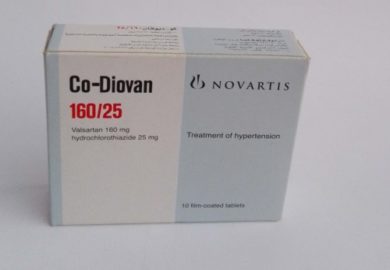 Co-Diovan
160/25
Valsartan 160 mg
hydrochlorothiazide 25 mg
NOVARTIS
Treatment of hypertension
10 film-coated tablets